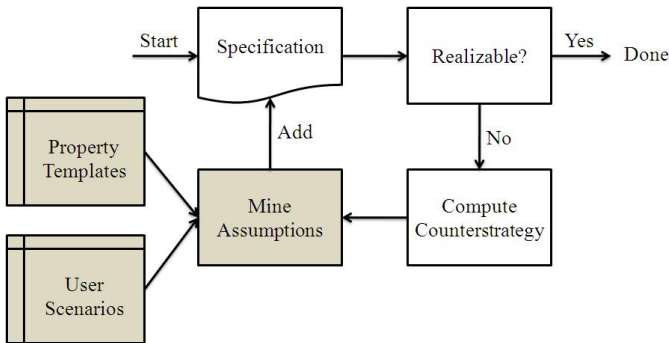 Start
Specification
Realizable?
Yes
Done
Property
Templates
Add
No
Mine
Assumptions
Compute
Counterstrategy
User
Scenarios